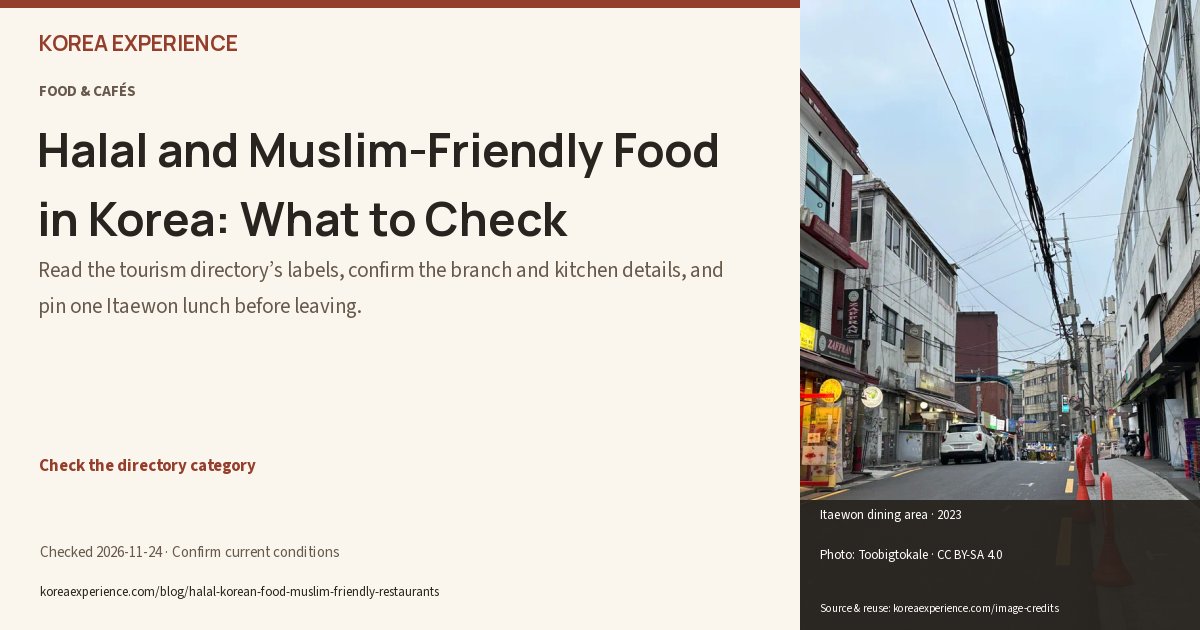 KOREA EXPERIENCE
FOOD & CAFÉS
Halal and Muslim-Friendly Food
in Korea: What to Check
Read the tourism directory’s labels, confirm the branch and kitchen details, and
pin one Itaewon lunch before leaving.
Check the directory category
Checked 2026-11-24 · Confirm current conditions
koreaexperience.com/blog/halal-korean-food-muslim-friendly-restaurants
ZAFFRAN
Itaewon dining area · 2023
Photo: Toobigtokale · CC BY-SA 4.0
Source & reuse: koreaexperience.com/image-credits